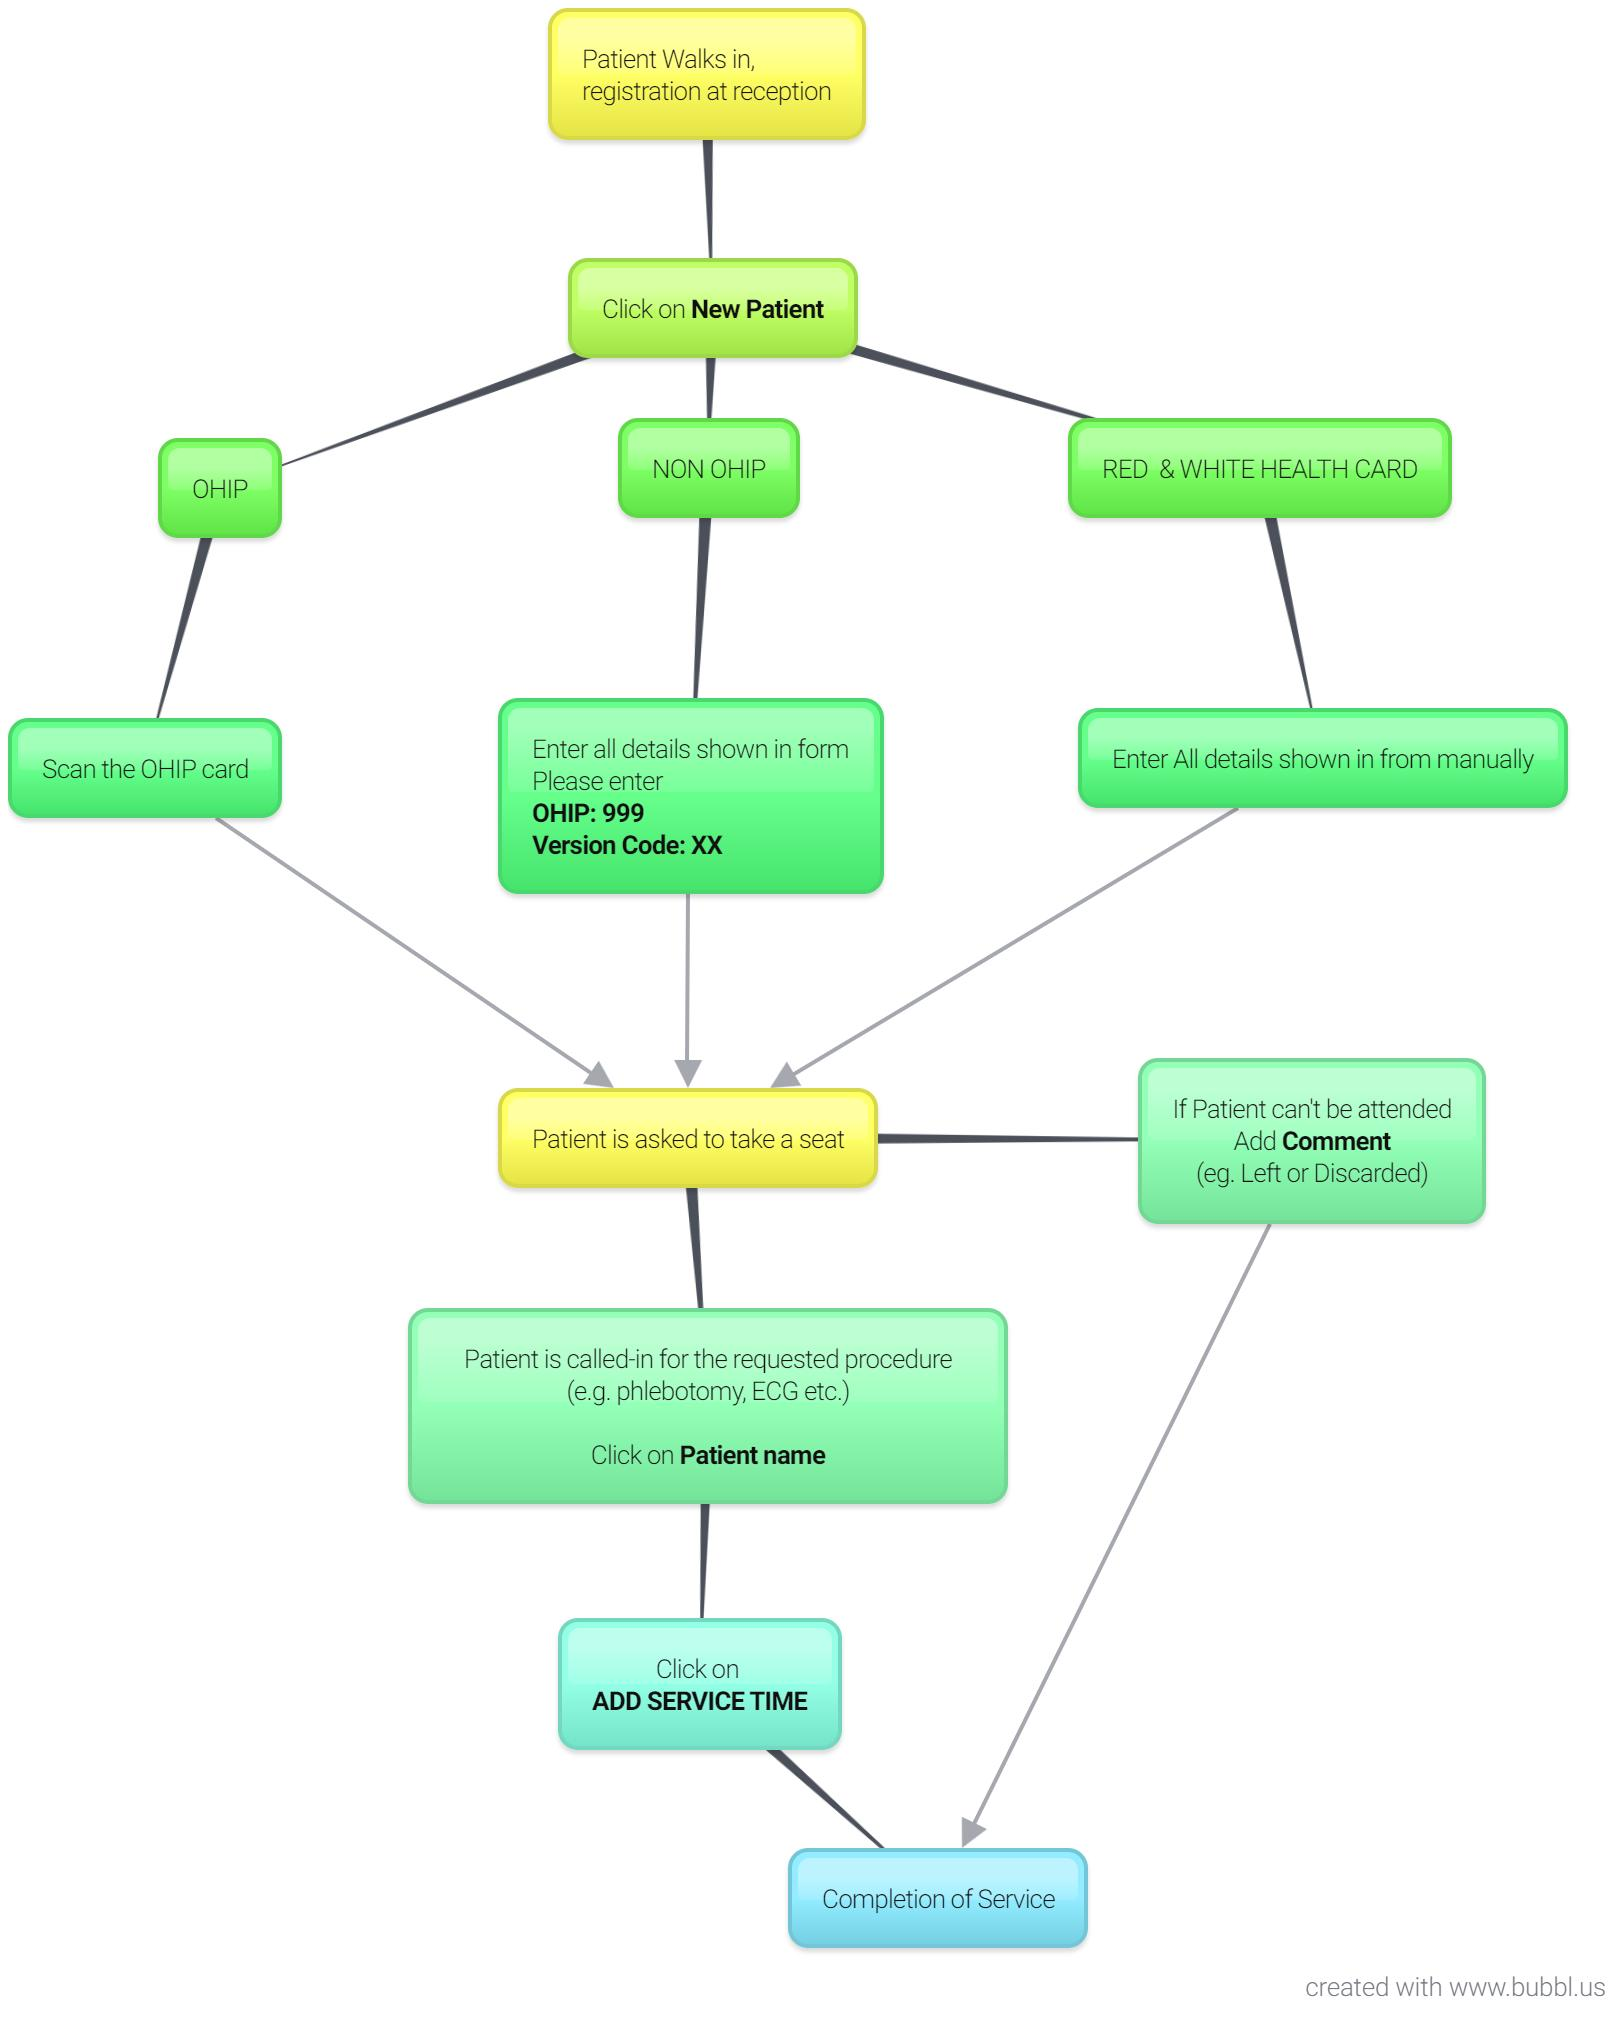 Patient Walks in,
registration at reception
Click on New Patient
OHIP
NON OHIP
RED & WHITE HEALTH CARD
Scan the OHIP card
Enter all details shown in form
Please enter
OHIP: 999
Version Code: XX
Enter All details shown in from manually
Patient is asked to take a seat
If Patient can't be attended
Add Comment
(eg. Left or Discarded)
Patient is called-in for the requested procedure
(e.g. phlebotomy, ECG etc.)
Click on Patient name
Click on
ADD SERVICE TIME
Completion of Service
created with www.bubbl.us